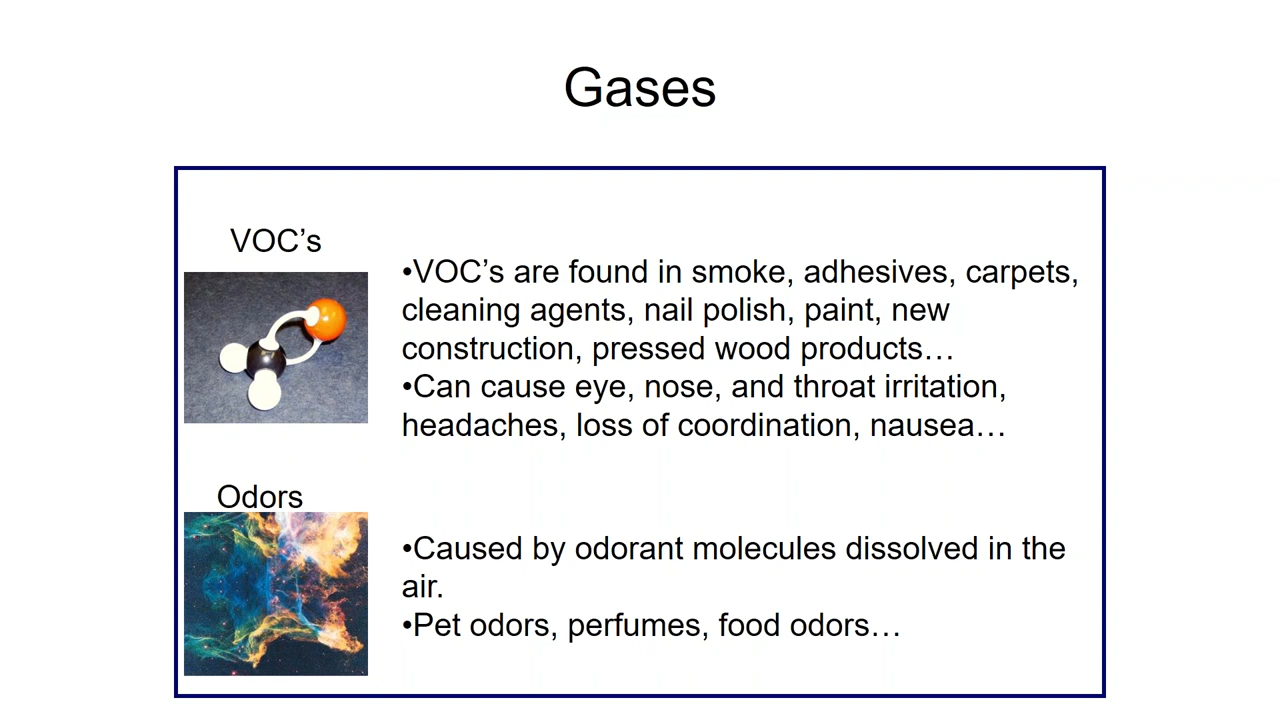 Gases
VOC’s
•VOC’s are found in smoke, adhesives, carpets,
cleaning agents, nail polish, paint, new
construction, pressed wood products…
•Can cause eye, nose, and throat irritation,
headaches, loss of coordination, nausea…
Odors
•Caused by odorant molecules dissolved in the
air.
•Pet odors, perfumes, food odors…